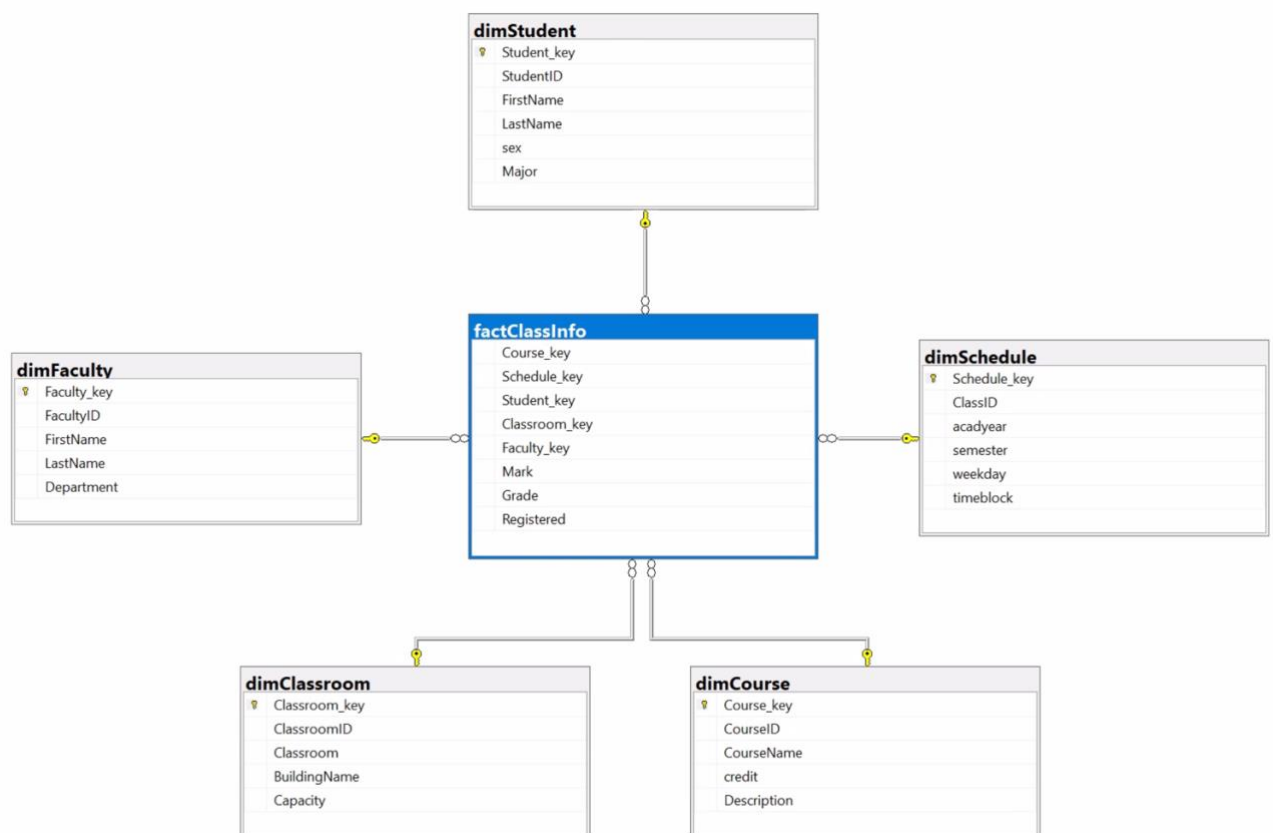 dimStudent
Student_key
StudentID
FirstName
LastName
sex
Major
factClassInfo
Course_key
Schedule_key
Student_key
Classroom_key
Faculty_key
Mark
Grade
Registered
dimFaculty
Faculty_key
FacultyID
FirstName
LastName
Department
dimSchedule
Schedule_key
ClassID
acadyear
semester
weekday
timeblock
dimClassroom
Classroom_key
ClassroomID
Classroom
BuildingName
Capacity
dimCourse
Course_key
CourseID
CourseName
credit
Description